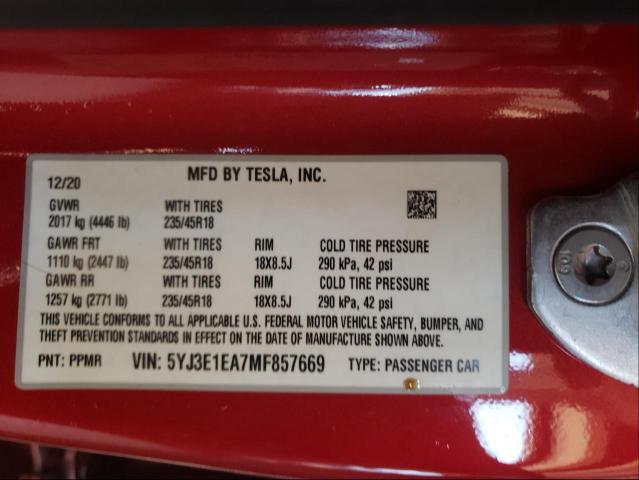 MFD BY TESLA, INC.
12/20
GVWR WITH TIRES
2017 kg (4446 lb) 235/45R18
GAWR FRT WITH TIRES RIM COLD TIRE PRESSURE
1110 kg (2447 lb) 235/45R18 18X8.5J 290 kPa, 42 psi
GAWR RR WITH TIRES RIM COLD TIRE PRESSURE
1257 kg (2771 lb) 235/45R18 18X8.5J 290 kPa, 42 psi
THIS VEHICLE CONFORMS TO ALL APPLICABLE U.S. FEDERAL MOTOR VEHICLE SAFETY, BUMPER, AND
THEFT PREVENTION STANDARDS IN EFFECT ON THE DATE OF MANUFACTURE SHOWN ABOVE.
PNT: PPMR VIN: 5YJ3E1EA7MF857669 TYPE: PASSENGER CAR